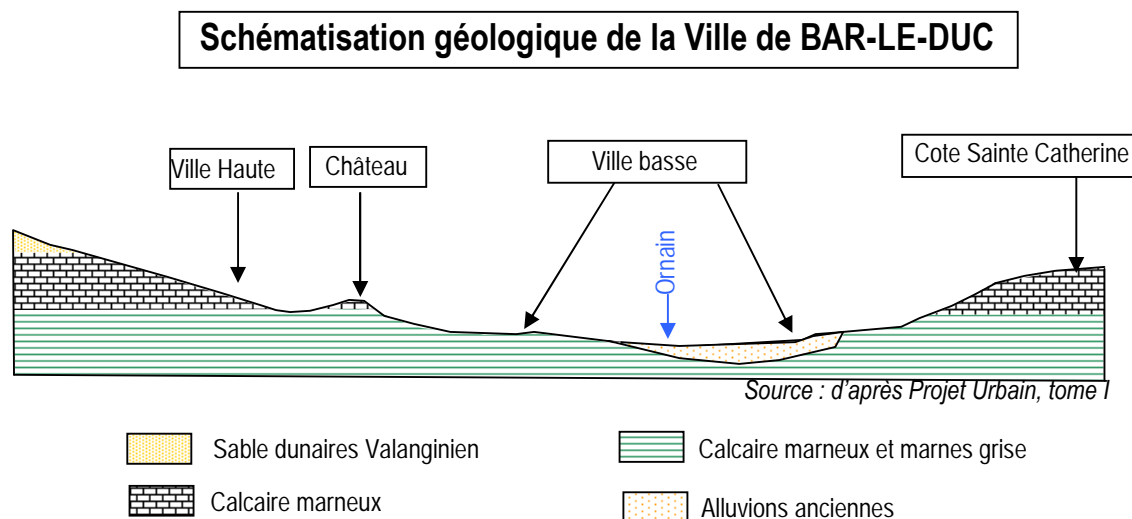 Schématisation géologique de la Ville de BAR-LE-DUC
Ville Haute
Château
Ville basse
Cote Sainte Catherine
Ornain
Source : d'après Projet Urbain, tome I
Sable dunaires Valanginien
Calcaire marneux et marnes grise
Calcaire marneux
Alluvions anciennes